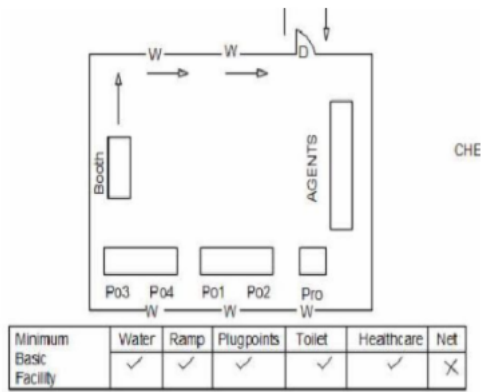 W W D
Booth
AGENTS
CHE
Po3 Po4 Po1 Po2 Pro
W W W
Minimum Basic Facility Water Ramp Plugpoints Toilet Healthcare Net
✓ ✓ ✓ ✓ ✓ ✗